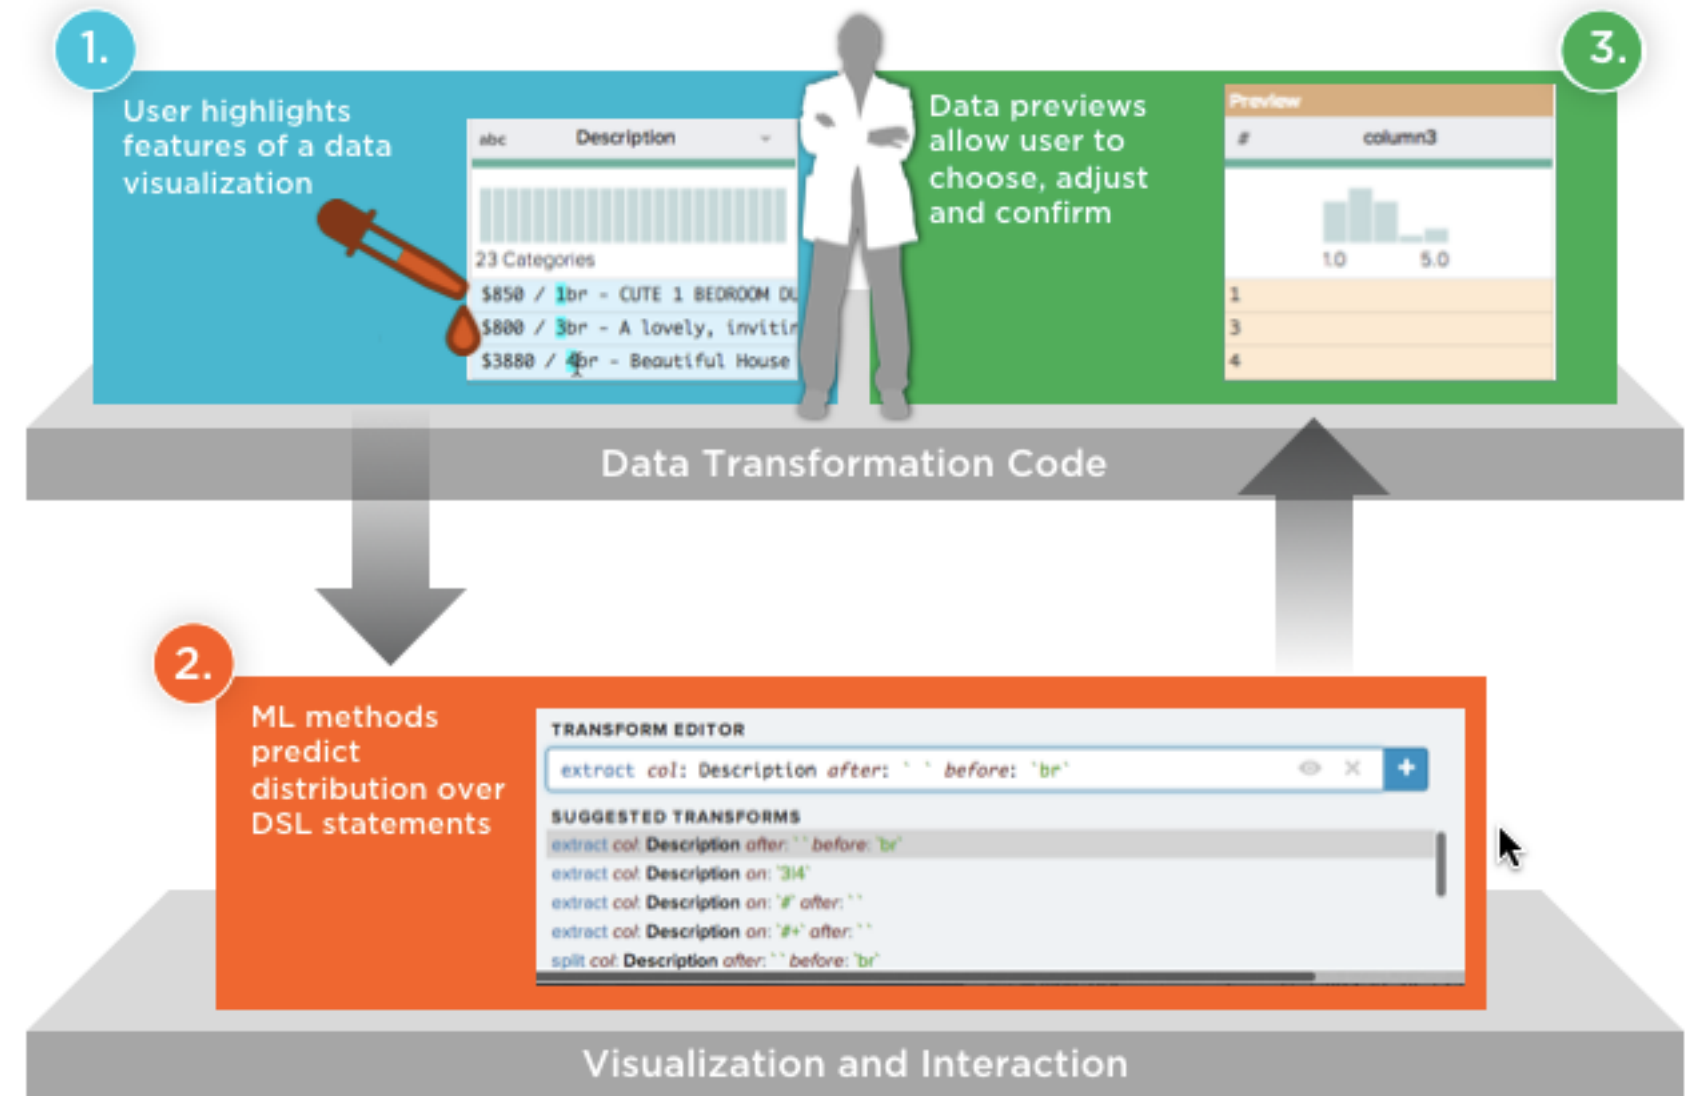 1.
User highlights
features of a data
visualization
abc Description
23 Categories
$850 / 1br - CUTE 1 BEDROOM DU
$800 / 3br - A lovely, invitin
$3880 / 4br - Beautiful House
3.
Data previews
allow user to
choose, adjust
and confirm
Preview
# column3
1.0 5.0
1
3
4
Data Transformation Code
2.
ML methods
predict
distribution over
DSL statements
TRANSFORM EDITOR
extract col: Description after: ` ` before: `br`
SUGGESTED TRANSFORMS
extract col: Description after: ` ` before: `br`
extract col: Description on: `3|4`
extract col: Description on: `#` after: ` `
extract col: Description on: `#+` after: ` `
split col: Description after: ` ` before: `br`
Visualization and Interaction